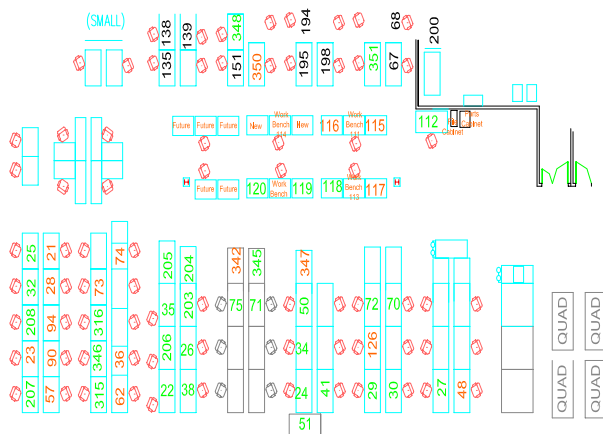 (SMALL)
138
139
348
194
68
200
135
151
350
195
198
351
67
Future
Future
Future
New
Work
Bench
114
New
116
Work
Bench
111
115
112
Parts
Cabinet
Cabinet
Future
Future
120
Work
Bench
119
118
Work
Bench
113
117
25
21
74
205
204
342
345
347
32
28
73
35
203
75
71
50
72
70
208
94
316
206
26
34
126
23
90
346
36
207
57
315
62
22
38
24
41
29
30
27
48
51
QUAD
QUAD
QUAD
QUAD